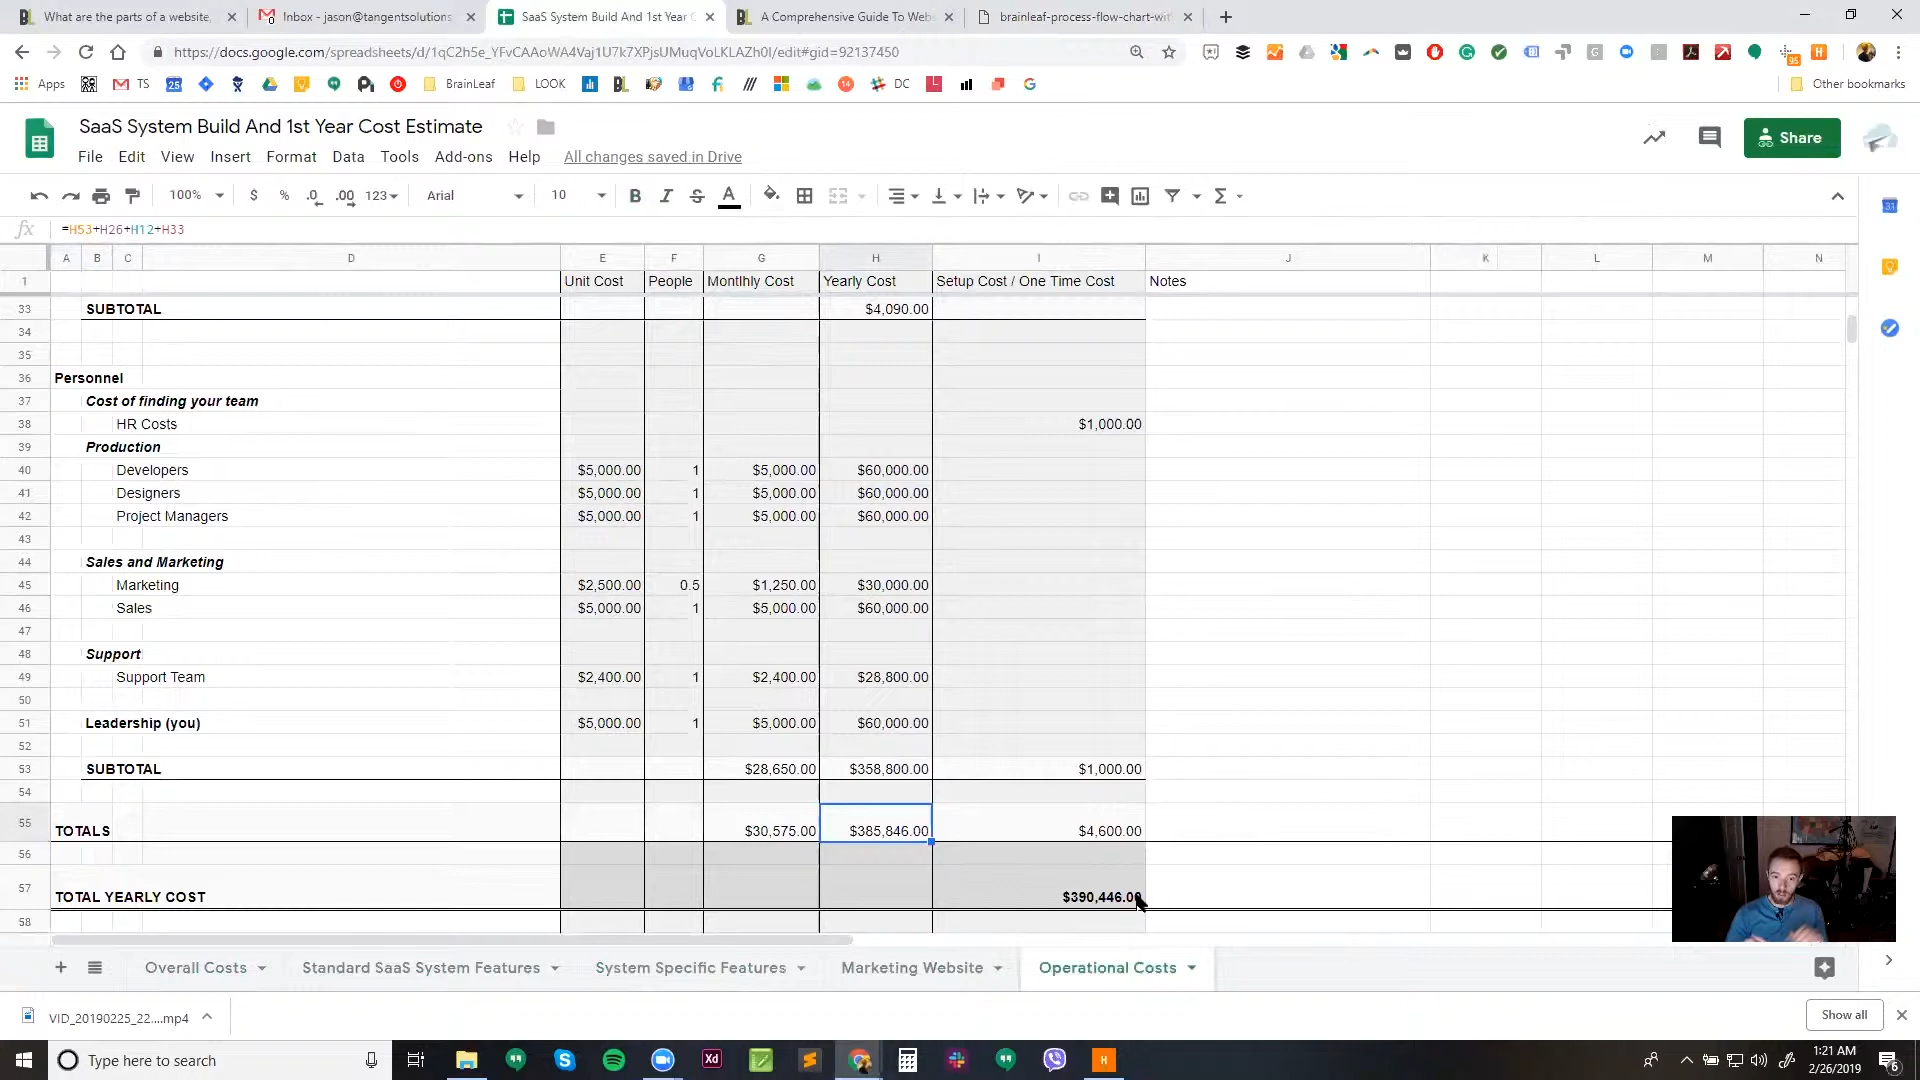 What are the parts of a website,
Inbox - jason@tangentsolutions
SaaS System Build And 1st Year C
A Comprehensive Guide To Webs
brainleaf-process-flow-chart-wit
https://docs.google.com/spreadsheets/d/1qC2h5e_YFvCAAoWA4Vaj1U7k7XPjsUMuqVoLKLAZh0I/edit#gid=92137450
Apps TS BrainLeaf LOOK DC Other bookmarks
SaaS System Build And 1st Year Cost Estimate
File Edit View Insert Format Data Tools Add-ons Help All changes saved in Drive
Share
100% $ % .0 .00 123 Arial 10 B I S A
fx =H53+H26+H12+H33
A B C D E F G H I J K L M N
1 Unit Cost People Monthly Cost Yearly Cost Setup Cost / One Time Cost Notes
33 SUBTOTAL $4,090.00
34
35
36 Personnel
37 Cost of finding your team
38 HR Costs $1,000.00
39 Production
40 Developers $5,000.00 1 $5,000.00 $60,000.00
41 Designers $5,000.00 1 $5,000.00 $60,000.00
42 Project Managers $5,000.00 1 $5,000.00 $60,000.00
43
44 Sales and Marketing
45 Marketing $2,500.00 0.5 $1,250.00 $30,000.00
46 Sales $5,000.00 1 $5,000.00 $60,000.00
47
48 Support
49 Support Team $2,400.00 1 $2,400.00 $28,800.00
50
51 Leadership (you) $5,000.00 1 $5,000.00 $60,000.00
52
53 SUBTOTAL $28,650.00 $358,800.00 $1,000.00
54
55 TOTALS $30,575.00 $385,846.00 $4,600.00
56
57 TOTAL YEARLY COST $390,446.00
58
Overall Costs Standard SaaS System Features System Specific Features Marketing Website Operational Costs
VID_20190225_22....mp4
Show all
Type here to search
1:21 AM
2/26/2019